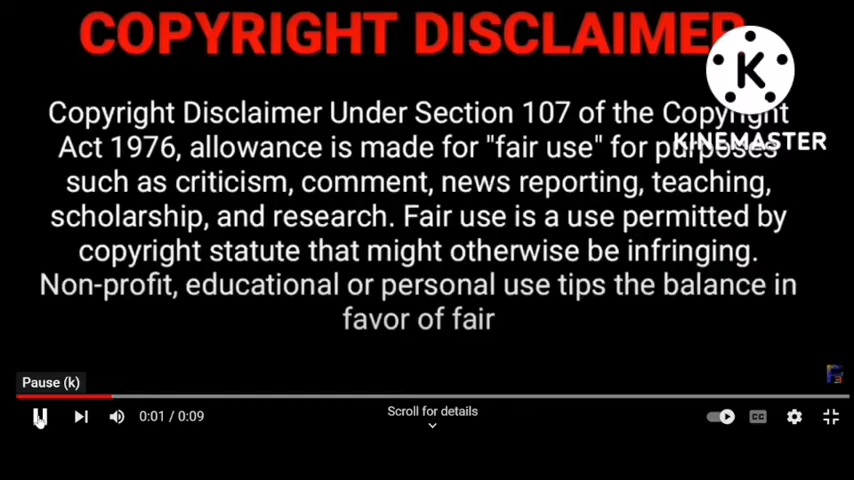 COPYRIGHT DISCLAIMER
K
KINEMASTER
Copyright Disclaimer Under Section 107 of the Copyright
Act 1976, allowance is made for "fair use" for purposes
such as criticism, comment, news reporting, teaching,
scholarship, and research. Fair use is a use permitted by
copyright statute that might otherwise be infringing.
Non-profit, educational or personal use tips the balance in
favor of fair
Pause (k)
0:01 / 0:09
Scroll for details
CC